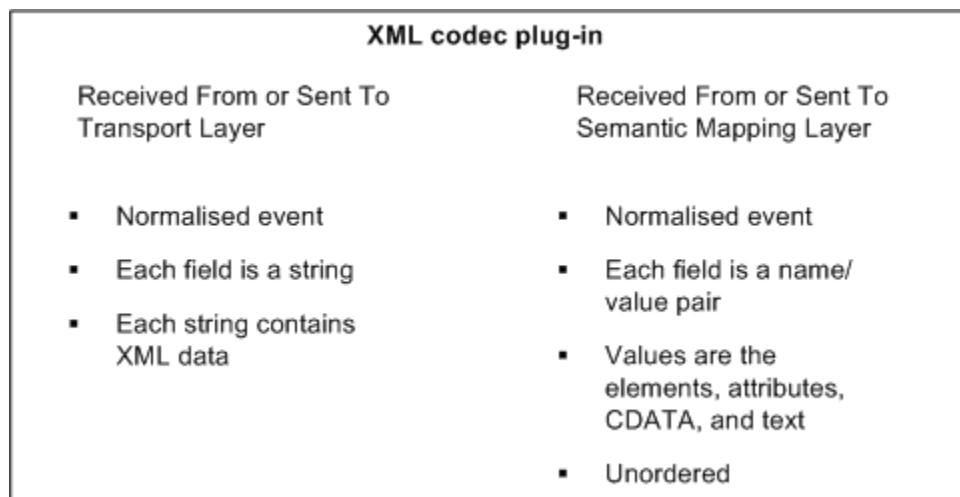 XML codec plug-in
Received From or Sent To
Transport Layer
▪ Normalised event
▪ Each field is a string
▪ Each string contains
XML data
Received From or Sent To
Semantic Mapping Layer
▪ Normalised event
▪ Each field is a name/
value pair
▪ Values are the
elements, attributes,
CDATA, and text
▪ Unordered